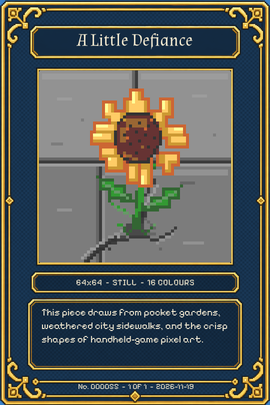 A Little Defiance
64x64 - STILL - 16 COLOURS
This piece draws from pocket gardens,
weathered city sidewalks, and the crisp
shapes of handheld-game pixel art.
No. 000055 - 1 OF 1 - 2026-11-19